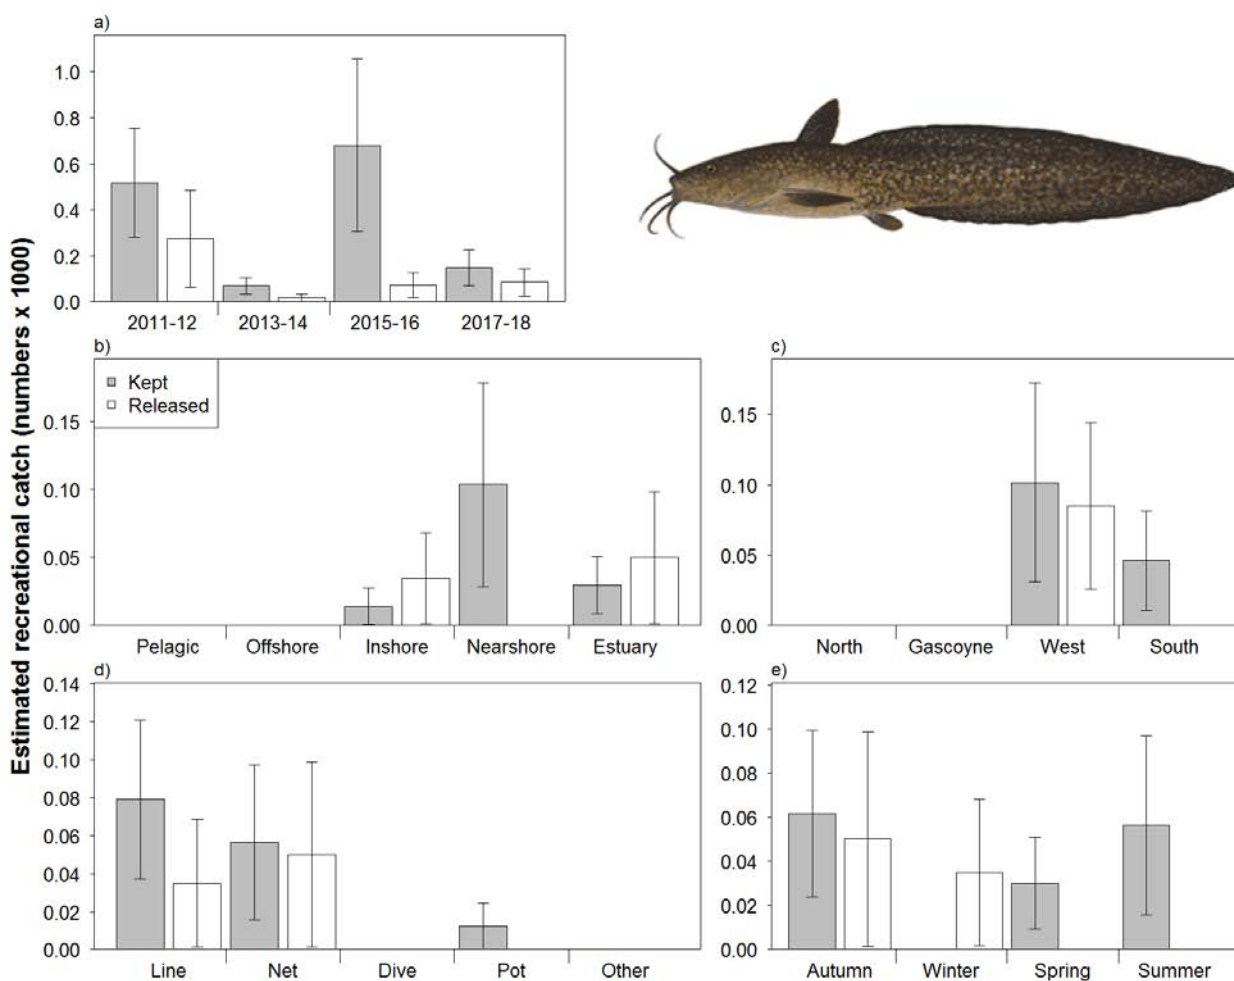 Estimated recreational catch (numbers x 1000)
a)
1.0
0.8
0.6
0.4
0.2
0.0
2011-12 2013-14 2015-16 2017-18
b)
Kept
Released
0.15
0.10
0.05
0.00
Pelagic Offshore Inshore Nearshore Estuary
c)
0.15
0.10
0.05
0.00
North Gascoyne West South
d)
0.14
0.12
0.10
0.08
0.06
0.04
0.02
0.00
Line Net Dive Pot Other
e)
0.12
0.10
0.08
0.06
0.04
0.02
0.00
Autumn Winter Spring Summer